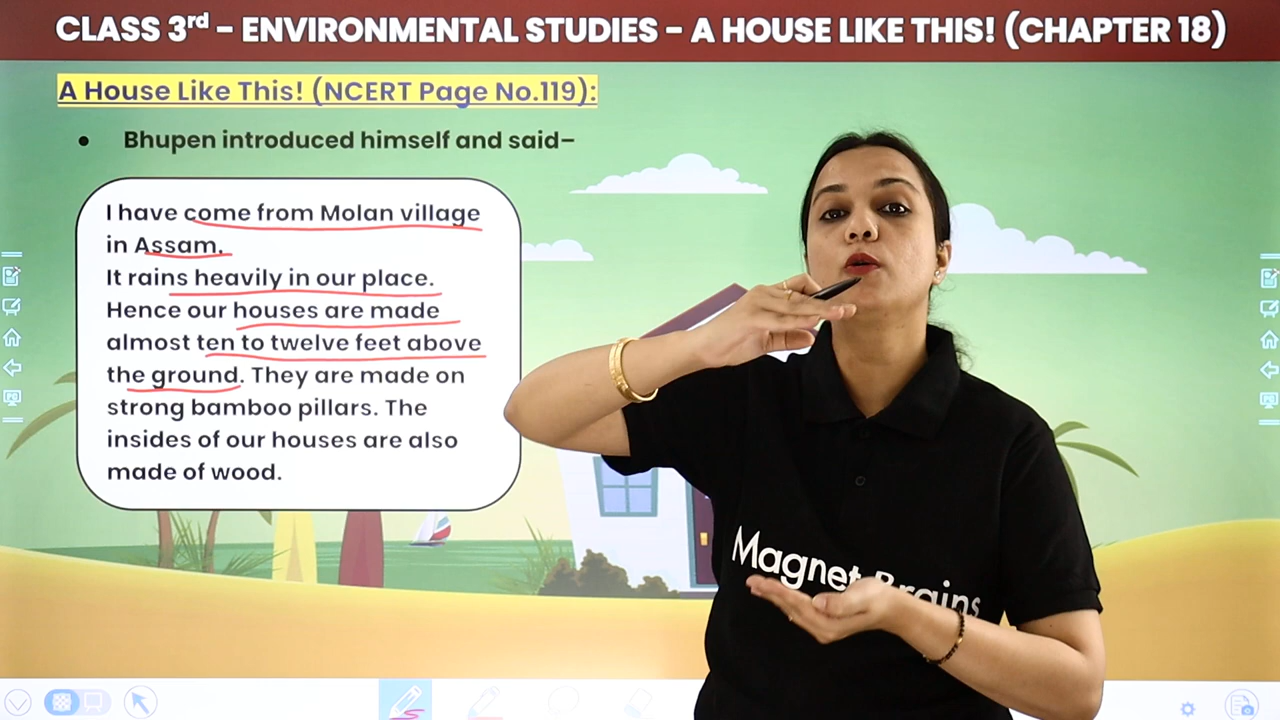 CLASS 3rd – ENVIRONMENTAL STUDIES – A HOUSE LIKE THIS! (CHAPTER 18)
A House Like This! (NCERT Page No.119):
• Bhupen introduced himself and said–
I have come from Molan village
in Assam.
It rains heavily in our place.
Hence our houses are made
almost ten to twelve feet above
the ground. They are made on
strong bamboo pillars. The
insides of our houses are also
made of wood.
Magnet Brains